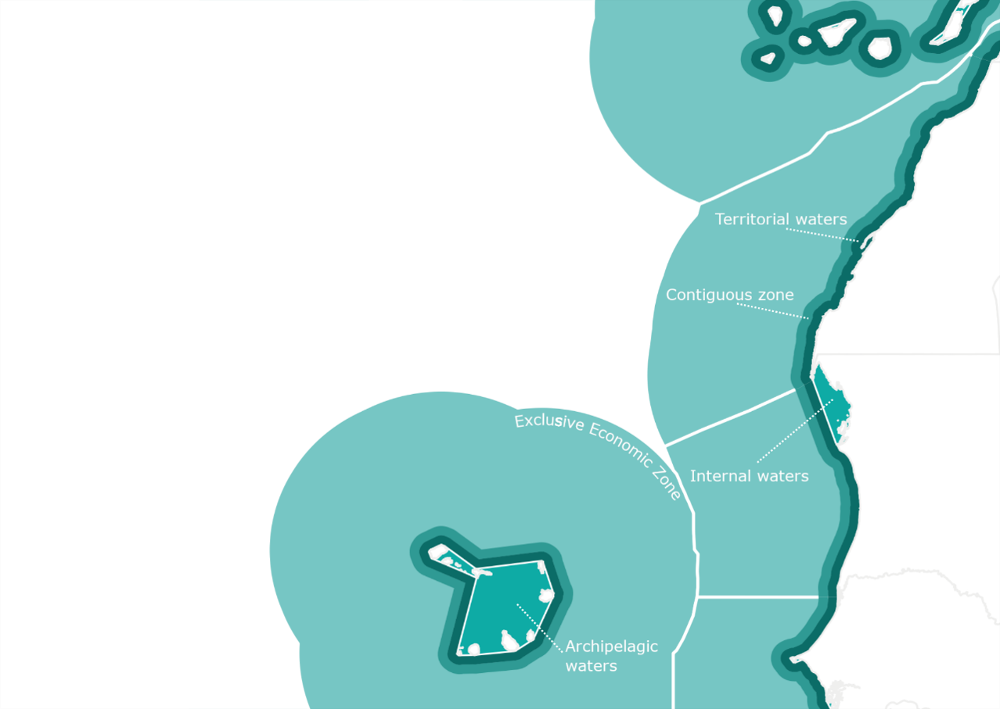 Territorial waters
Contiguous zone
Exclusive Economic Zone
Internal waters
Archipelagic
waters